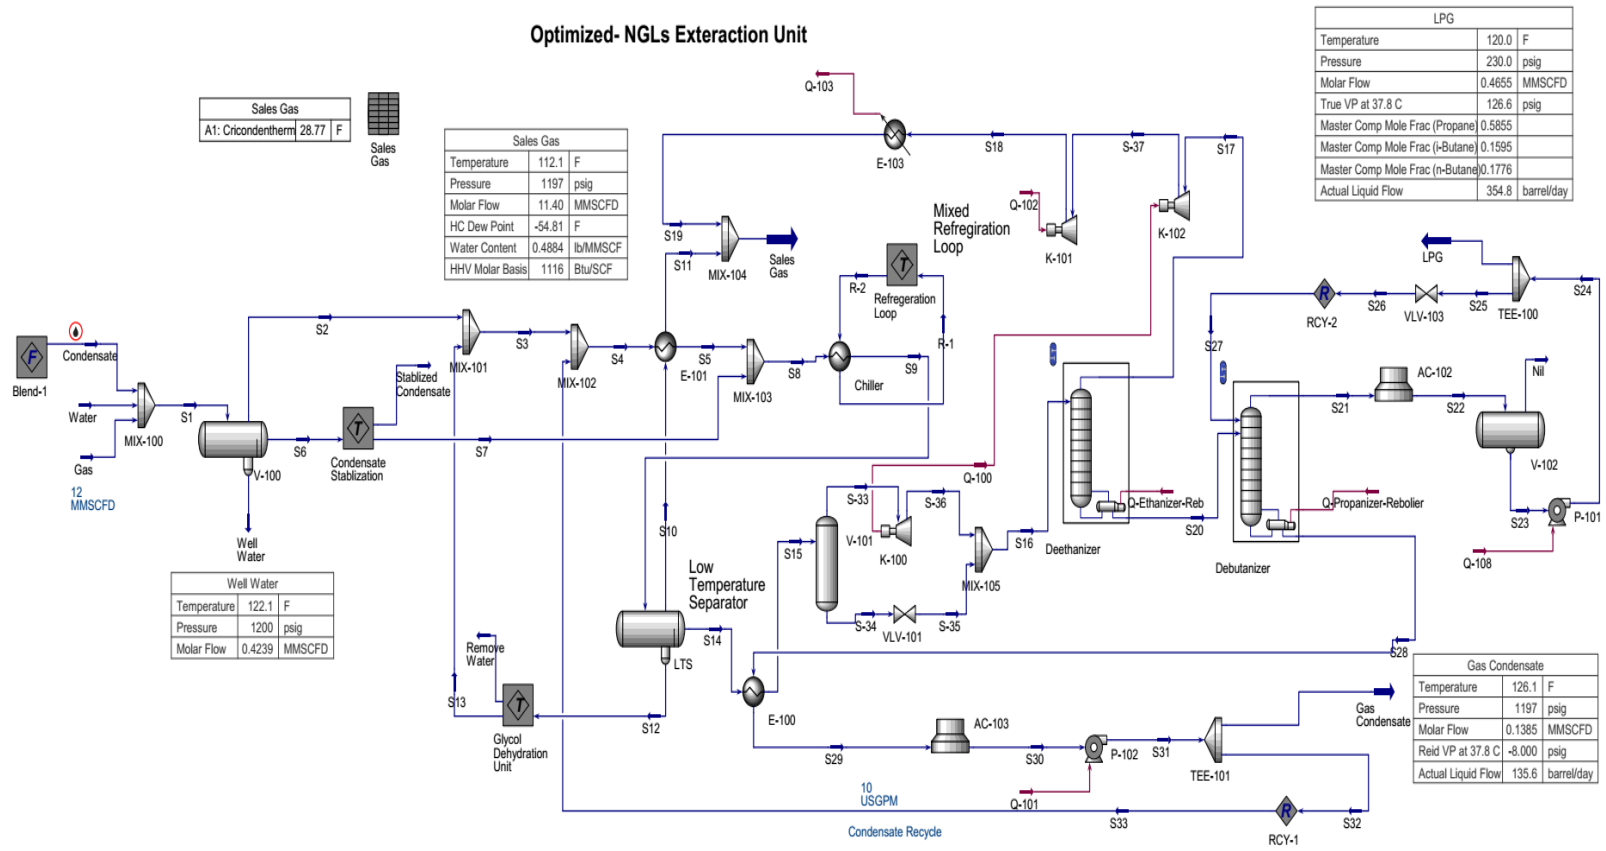 Optimized- NGLs Exteraction Unit
LPG
Temperature 120.0 F
Pressure 230.0 psig
Molar Flow 0.4655 MMSCFD
True VP at 37.8 C 126.6 psig
Master Comp Mole Frac (Propane) 0.5855
Master Comp Mole Frac (i-Butane) 0.1595
Master Comp Mole Frac (n-Butane) 0.1776
Actual Liquid Flow 354.8 barrel/day
Sales Gas
A1: Cricondentherm 28.77 F
Sales
Gas
Sales Gas
Temperature 112.1 F
Pressure 1197 psig
Molar Flow 11.40 MMSCFD
HC Dew Point -54.81 F
Water Content 0.4884 lb/MMSCF
HHV Molar Basis 1116 Btu/SCF
Q-103
E-103
S18
S-37
S17
Q-102
K-101
K-102
Mixed
Refregiration
Loop
S19
S11
MIX-104
Sales
Gas
R-2
Refregeration
Loop
R-1
LPG
S24
S26
S25
TEE-100
VLV-103
RCY-2
S27
F
Condensate
Blend-1
Water
Gas
12
MMSCFD
MIX-100
S1
S2
V-100
S6
Well
Water
T
Condensate
Stablization
Stablized
Condensate
S7
MIX-101
S3
MIX-102
S4
E-101
S5
MIX-103
S8
Chiller
S9
T
R
AC-102
Nil
S21
S22
V-102
S23
P-101
Q-108
Q-100
Q-Ethanizer-Reb
Q-Propanizer-Rebolier
S20
Deethanizer
Debutanizer
S-33
S-36
V-101
K-100
S15
S16
MIX-105
S-34
VLV-101
S-35
S10
Low
Temperature
Separator
S14
LTS
S28
Well Water
Temperature 122.1 F
Pressure 1200 psig
Molar Flow 0.4239 MMSCFD
Remove
Water
S13
T
S12
Glycol
Dehydration
Unit
E-100
AC-103
S29
S30
P-102
S31
TEE-101
Q-101
Gas
Condensate
Gas Condensate
Temperature 126.1 F
Pressure 1197 psig
Molar Flow 0.1385 MMSCFD
Reid VP at 37.8 C -8.000 psig
Actual Liquid Flow 135.6 barrel/day
10
USGPM
Condensate Recycle
S33
R
RCY-1
S32